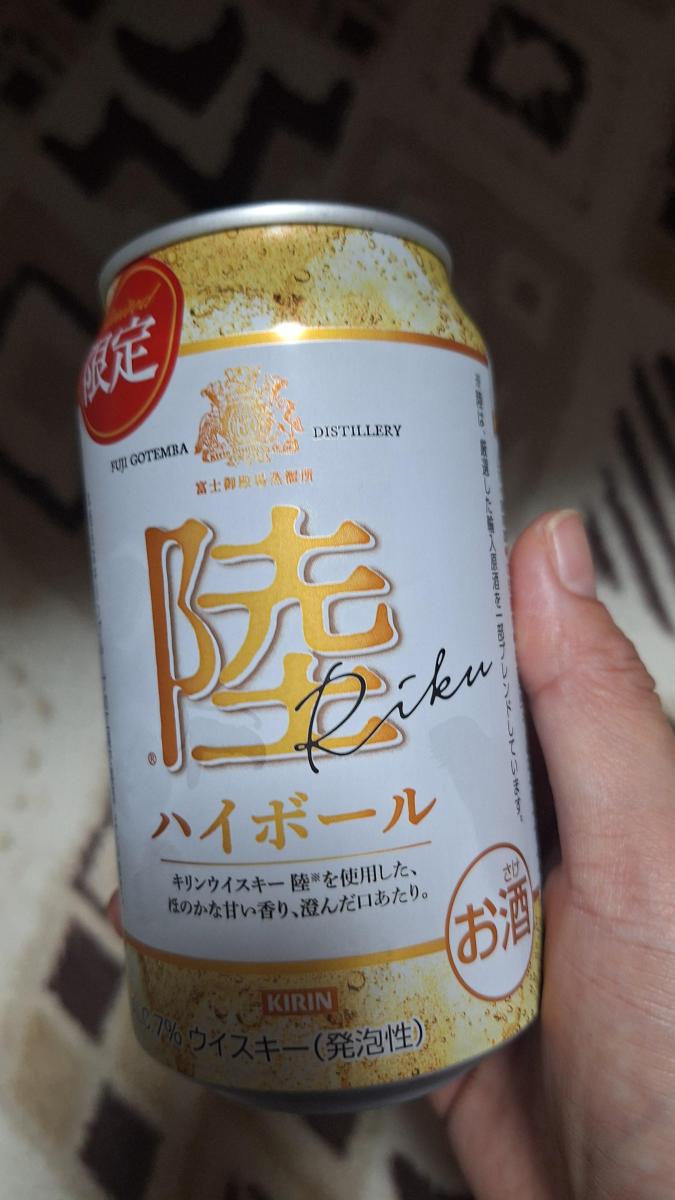 限定
FUJI GOTEMBA DISTILLERY
富士御殿場蒸溜所
陸
Riku
®
ハイボール
キリンウイスキー 陸※を使用した、
ほのかな甘い香り、澄んだ口あたり。
さけ
お酒
KIRIN
7% ウイスキー(発泡性)